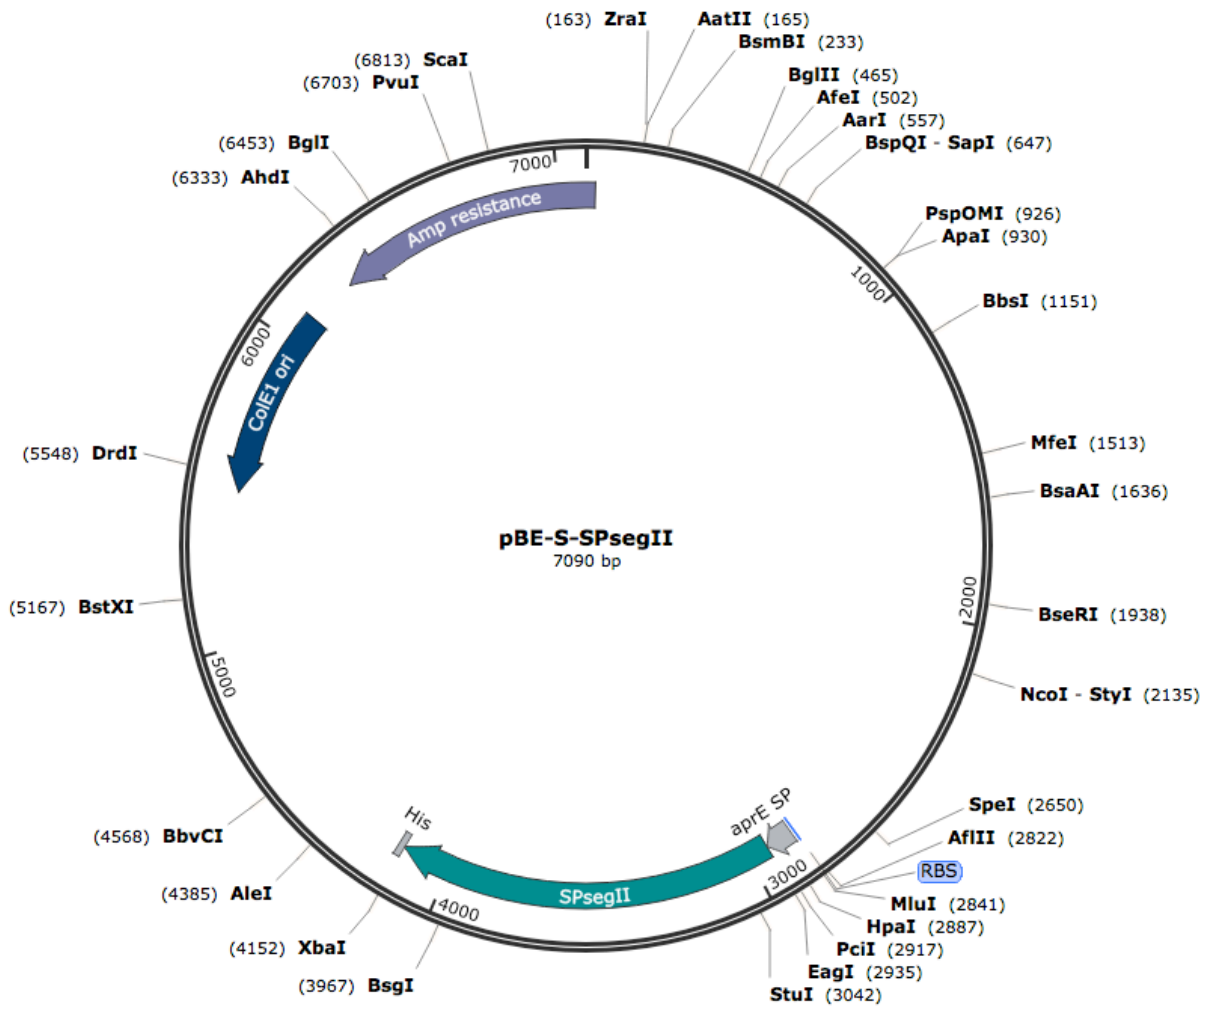 (163) ZraI
AatII (165)
BsmBI (233)
BglII (465)
AfeI (502)
AarI (557)
BspQI - SapI (647)
PspOMI (926)
ApaI (930)
BbsI (1151)
MfeI (1513)
BsaAI (1636)
BseRI (1938)
NcoI - StyI (2135)
SpeI (2650)
AflII (2822)
RBS
MluI (2841)
HpaI (2887)
PciI (2917)
EagI (2935)
StuI (3042)
(3967) BsgI
(4152) XbaI
(4385) AleI
(4568) BbvCI
(5167) BstXI
(5548) DrdI
(6333) AhdI
(6453) BglI
(6703) PvuI
(6813) ScaI
7000
1000
2000
3000
4000
5000
6000
Amp resistance
ColE1 ori
pBE-S-SPsegII
7090 bp
aprE SP
SPsegII
His